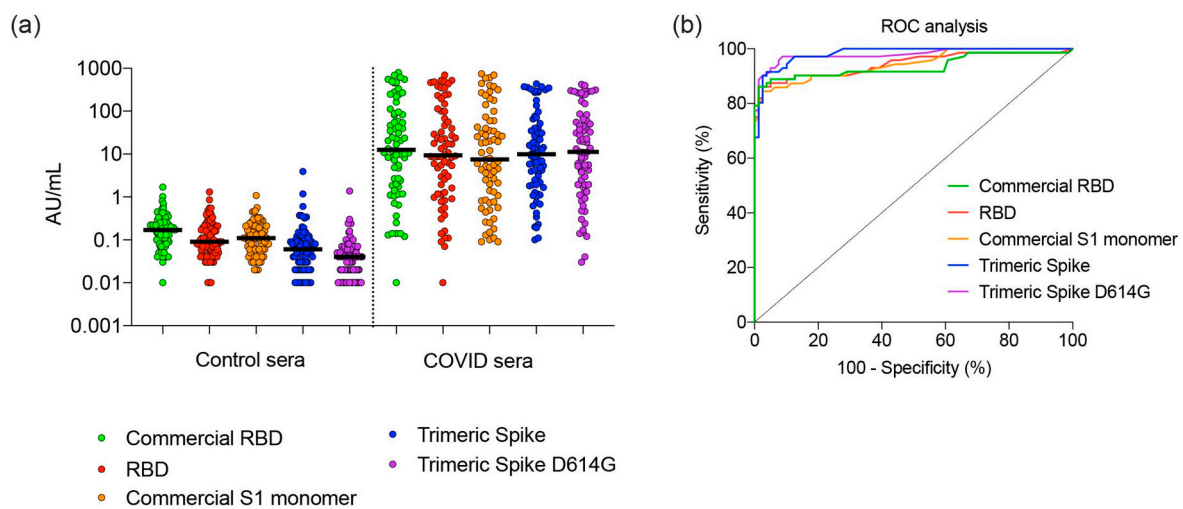 (a)
AU/mL
1000
100
10
1
0.1
0.01
0.001
Control sera
COVID sera
Commercial RBD
RBD
Commercial S1 monomer
Trimeric Spike
Trimeric Spike D614G
(b)
ROC analysis
Sensitivity (%)
100
80
60
40
20
0
0 20 40 60 80 100
100 - Specificity (%)
Commercial RBD
RBD
Commercial S1 monomer
Trimeric Spike
Trimeric Spike D614G